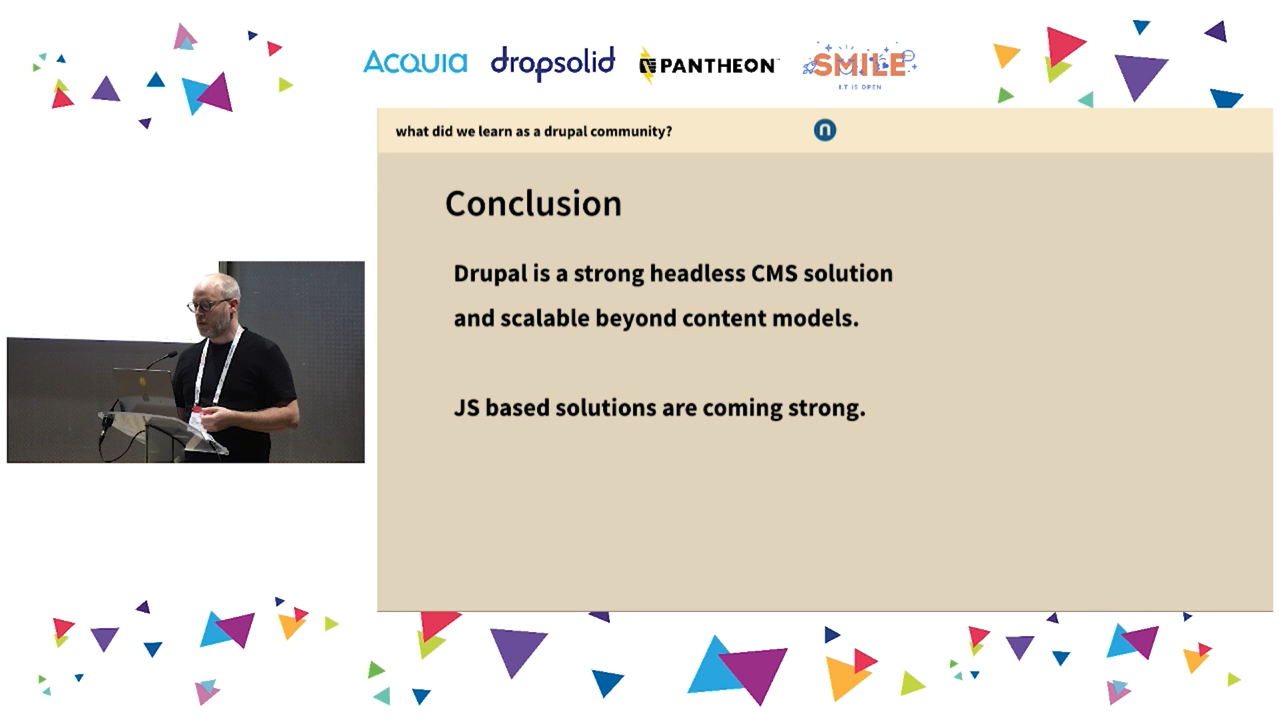 Acquia dropsolid PANTHEON SMILE
I.T IS OPEN
what did we learn as a drupal community?
Conclusion
Drupal is a strong headless CMS solution
and scalable beyond content models.
JS based solutions are coming strong.